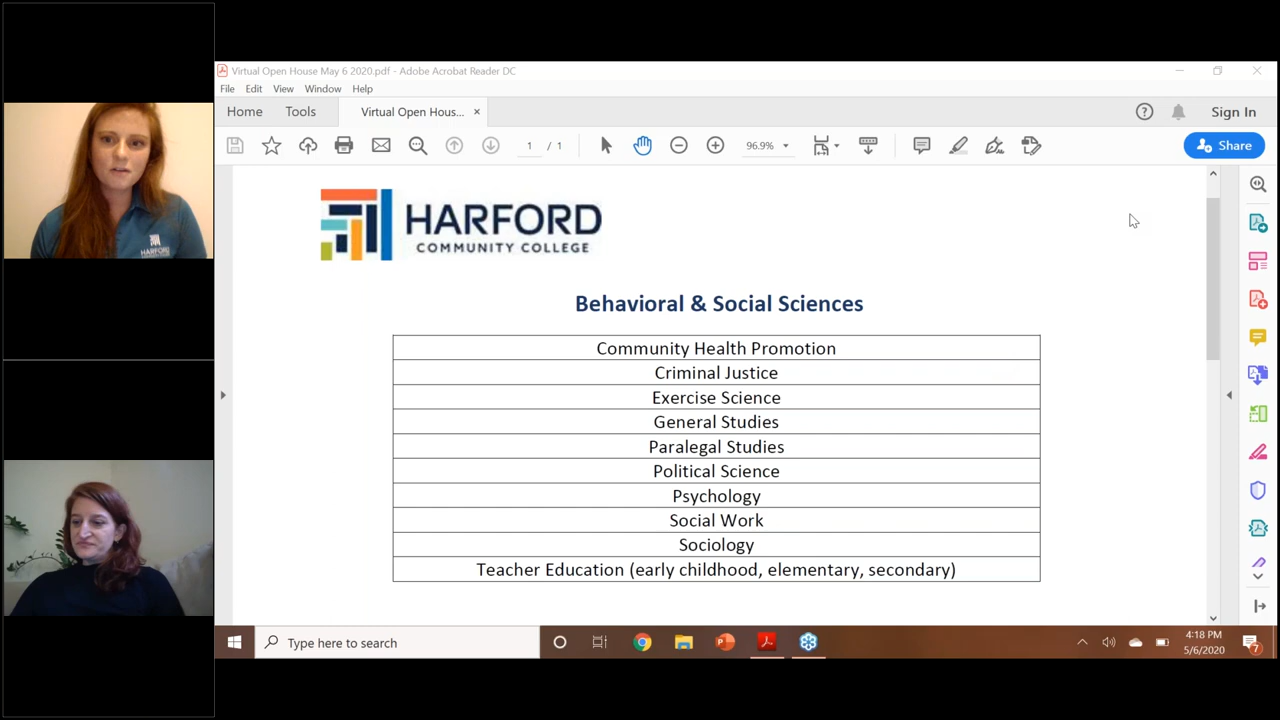 Virtual Open House May 6 2020.pdf - Adobe Acrobat Reader DC
File Edit View Window Help
Home Tools Virtual Open Hous... × Sign In
1 / 1 96.9% Share
HARFORD
COMMUNITY COLLEGE
HARFORD
Behavioral & Social Sciences
Community Health Promotion
Criminal Justice
Exercise Science
General Studies
Paralegal Studies
Political Science
Psychology
Social Work
Sociology
Teacher Education (early childhood, elementary, secondary)
Type here to search
4:18 PM
5/6/2020
7